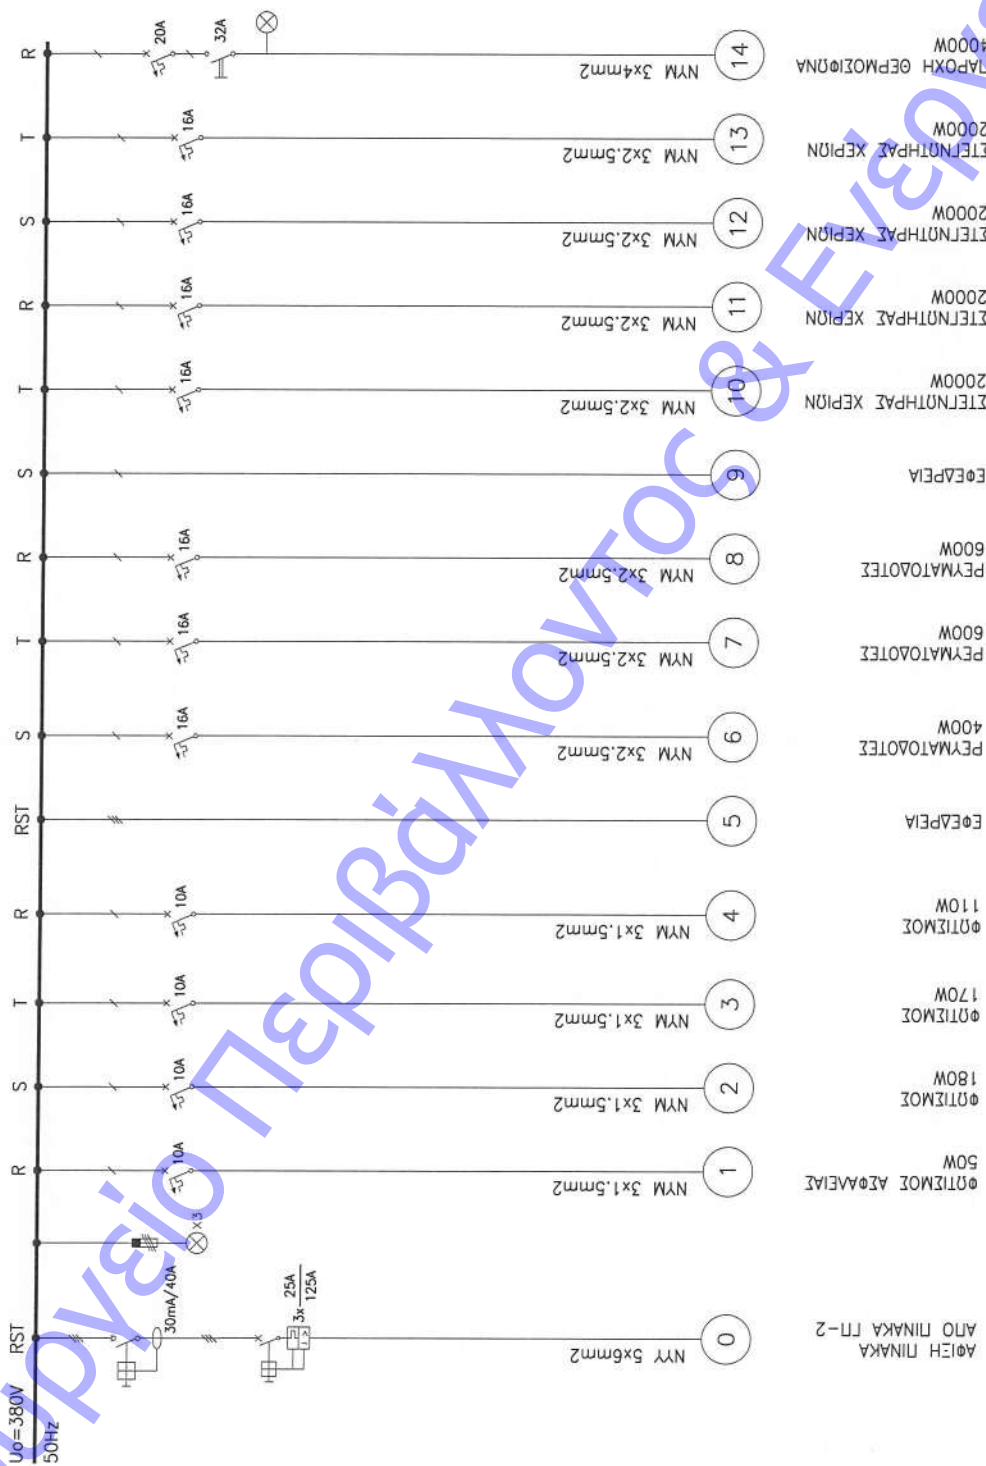 Uo=380V
50Hz
RST
30mA/40A
3x 25A
125A
NYY 5x6mm2
0
ΑΦΙΞΗ ΠΙΝΑΚΑ
ΑΠΟ ΠΙΝΑΚΑ ΓΠ-2
x3
R
10A
NYM 3x1.5mm2
1
ΦΩΤΙΣΜΟΣ ΑΣΦΑΛΕΙΑΣ
50W
S
10A
NYM 3x1.5mm2
2
ΦΩΤΙΣΜΟΣ
180W
T
10A
NYM 3x1.5mm2
3
ΦΩΤΙΣΜΟΣ
170W
R
10A
NYM 3x1.5mm2
4
ΦΩΤΙΣΜΟΣ
110W
RST
5
ΕΦΕΔΡΕΙΑ
S
16A
NYM 3x2.5mm2
6
ΡΕΥΜΑΤΟΔΟΤΕΣ
400W
T
16A
NYM 3x2.5mm2
7
ΡΕΥΜΑΤΟΔΟΤΕΣ
600W
R
16A
NYM 3x2.5mm2
8
ΡΕΥΜΑΤΟΔΟΤΕΣ
600W
S
9
ΕΦΕΔΡΕΙΑ
T
16A
NYM 3x2.5mm2
10
ΣΤΕΓΝΩΤΗΡΑΣ ΧΕΡΙΩΝ
2000W
R
16A
NYM 3x2.5mm2
11
ΣΤΕΓΝΩΤΗΡΑΣ ΧΕΡΙΩΝ
2000W
S
16A
NYM 3x2.5mm2
12
ΣΤΕΓΝΩΤΗΡΑΣ ΧΕΡΙΩΝ
2000W
T
16A
NYM 3x2.5mm2
13
ΣΤΕΓΝΩΤΗΡΑΣ ΧΕΡΙΩΝ
2000W
R
20A
32A
NYM 3x4mm2
14
ΠΑΡΟΧΗ ΘΕΡΜΟΣΙΦΩΝΑ
4000W
Περιβάλλοντος &